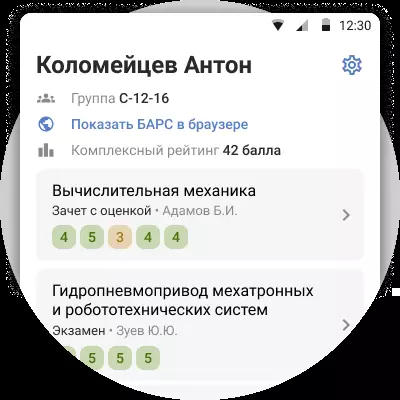 12:30
Коломейцев Антон
Группа С-12-16
Показать БАРС в браузере
Комплексный рейтинг 42 балла
Вычислительная механика
Зачет с оценкой • Адамов Б.И.
4 5 3 4 4
Гидропневмопривод мехатронных
и робототехнических систем
Экзамен • Зуев Ю.Ю.
5 5 5